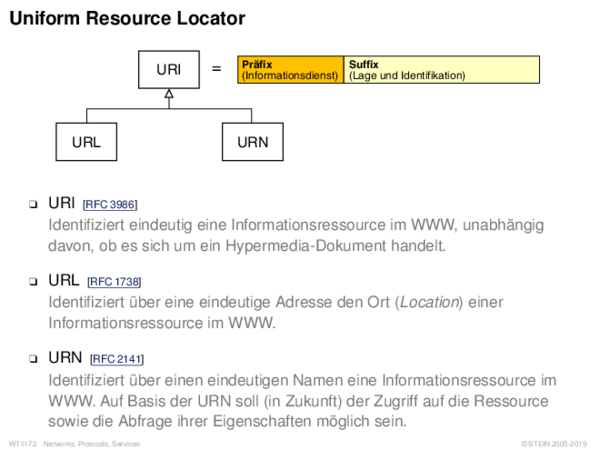 Uniform Resource Locator
URI = Präfix Suffix
(Informationsdienst) (Lage und Identifikation)
URL URN
❑ URI [RFC 3986]
Identifiziert eindeutig eine Informationsressource im WWW, unabhängig
davon, ob es sich um ein Hypermedia-Dokument handelt.
❑ URL [RFC 1738]
Identifiziert über eine eindeutige Adresse den Ort (Location) einer
Informationsressource im WWW.
❑ URN [RFC 2141]
Identifiziert über einen eindeutigen Namen eine Informationsressource im
WWW. Auf Basis der URN soll (in Zukunft) der Zugriff auf die Ressource
sowie die Abfrage ihrer Eigenschaften möglich sein.
WT:II-72 Networks, Protocols, Services © STEIN 2005-2019